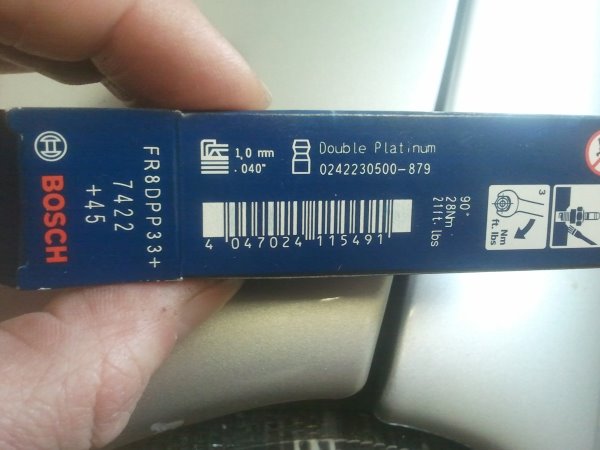 BOSCH
FR8DPP33+
7422
+45
1,0 mm
.040"
Double Platinum
0242230500-879
4 047024 115491
90°
28Nm.
21ft. lbs
3
Nm
ft. lbs